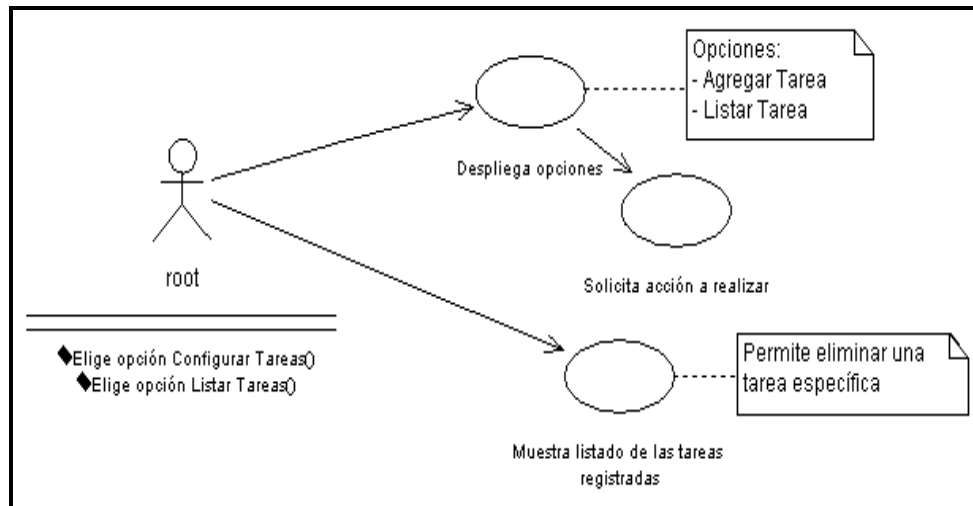 Opciones:
- Agregar Tarea
- Listar Tarea
Despliega opciones
root
Solicita acción a realizar
Elige opción Configurar Tareas()
Elige opción Listar Tareas()
Permite eliminar una
tarea específica
Muestra listado de las tareas
registradas